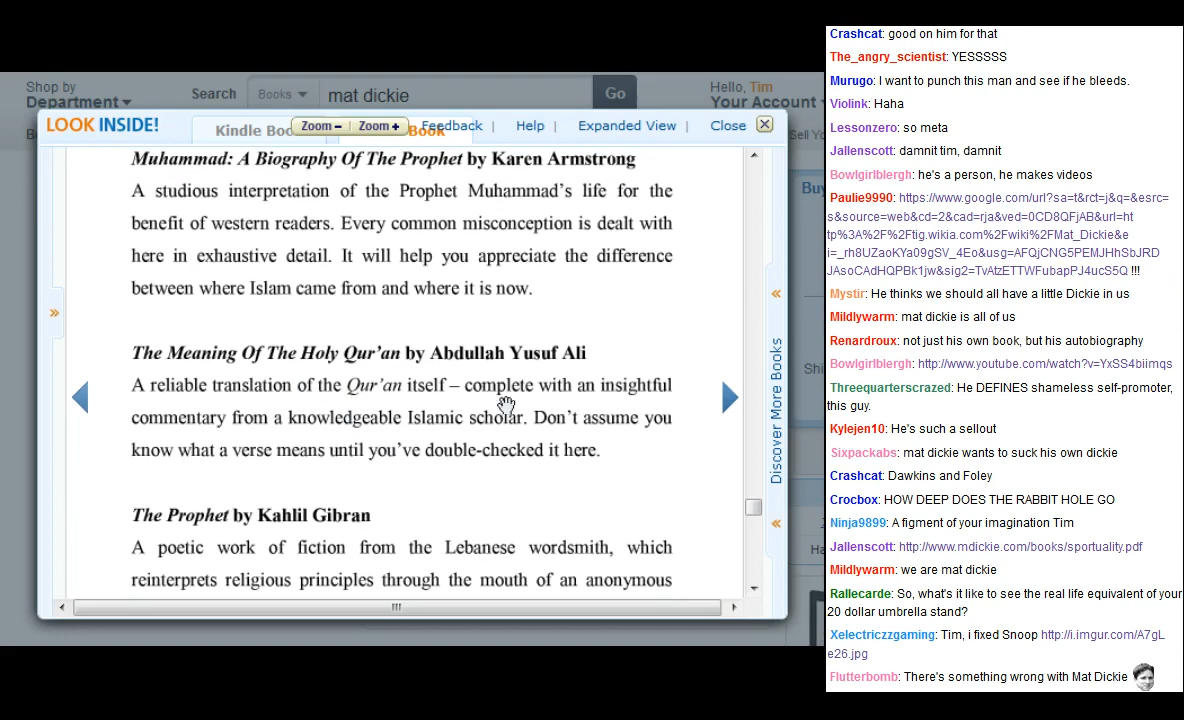 Shop by
Department
Search
Books
mat dickie
Go
Hello, Tim
Your Account
LOOK INSIDE!
Zoom –
Zoom +
Book
Feedback |
Help |
Expanded View |
Close
Sell Yo
Muhammad: A Biography Of The Prophet by Karen Armstrong
A studious interpretation of the Prophet Muhammad's life for the
benefit of western readers. Every common misconception is dealt with
here in exhaustive detail. It will help you appreciate the difference
between where Islam came from and where it is now.
The Meaning Of The Holy Qur'an by Abdullah Yusuf Ali
A reliable translation of the Qur'an itself – complete with an insightful
commentary from a knowledgeable Islamic scholar. Don't assume you
know what a verse means until you've double-checked it here.
The Prophet by Kahlil Gibran
A poetic work of fiction from the Lebanese wordsmith, which
reinterprets religious principles through the mouth of an anonymous
Discover More Books
Crashcat: good on him for that
The_angry_scientist: YESSSSS
Murugo: I want to punch this man and see if he bleeds.
Violink: Haha
Lessonzero: so meta
Jallenscott: damnit tim, damnit
Bowlgirlblergh: he's a person, he makes videos
Paulie9990: https://www.google.com/url?sa=t&rct=j&q=&esrc=
s&source=web&cd=2&cad=rja&ved=0CD8QFjAB&url=ht
tp%3A%2F%2Ftig.wikia.com%2Fwiki%2FMat_Dickie&e
i=_rh8UZaoKYa09gSV_4Eo&usg=AFQjCNG5PEMJHhSbJRD
JAsoCAdHQPBk1jw&sig2=TvAtzETTWFubapPJ4ucS5Q !!!
Mystir: He thinks we should all have a little Dickie in us
Mildlywarm: mat dickie is all of us
Renardroux: not just his own book, but his autobiography
Bowlgirlblergh: http://www.youtube.com/watch?v=YxSS4biimqs
Threequarterscrazed: He DEFINES shameless self-promoter,
this guy.
Kylejen10: He's such a sellout
Sixpackabs: mat dickie wants to suck his own dickie
Crashcat: Dawkins and Foley
Crocbox: HOW DEEP DOES THE RABBIT HOLE GO
Ninja9899: A figment of your imagination Tim
Jallenscott: http://www.mdickie.com/books/sportuality.pdf
Mildlywarm: we are mat dickie
Rallecarde: So, what's it like to see the real life equivalent of your
20 dollar umbrella stand?
Xelectriczzgaming: Tim, i fixed Snoop http://i.imgur.com/A7gL
e26.jpg
Flutterbomb: There's something wrong with Mat Dickie